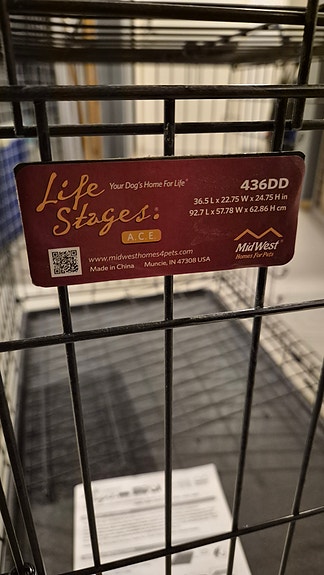 Life Stages®
Your Dog's Home For Life®
A.C.E.
436DD
36.5 L x 22.75 W x 24.75 H in
92.7 L x 57.78 W x 62.86 H cm
www.midwesthomes4pets.com
Made in China Muncie, IN 47308 USA
MidWest®
Homes For Pets